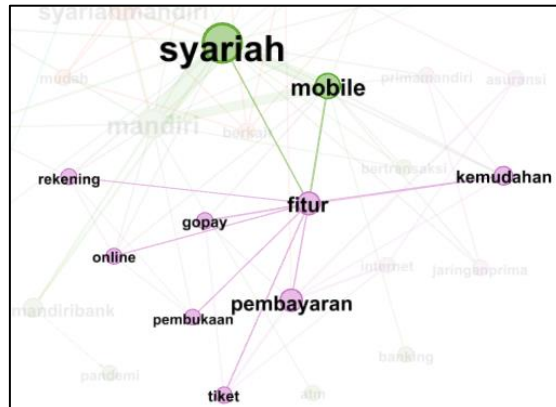 syariahmandiri
syariah
mudah
mobile
primamandiri
asuransi
mandiri
berkah
bertransaksi
kemudahan
rekening
fitur
gopay
online
internet
jaringanprima
mandiribank
pembayaran
pembukaan
banking
pandemi
tiket
atm